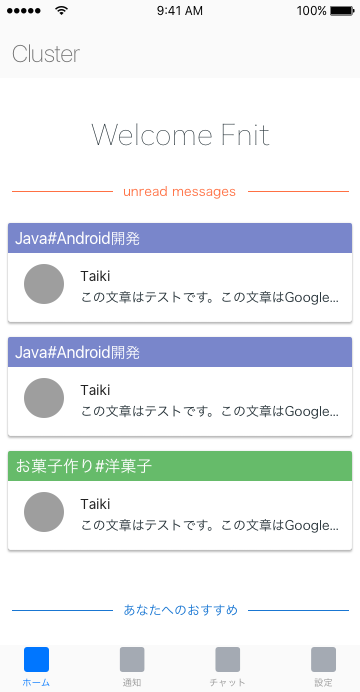 9:41 AM 100%
Cluster
Welcome Fnit
unread messages
Java#Android開発
Taiki
この文章はテストです。この文章はGoogle...
Java#Android開発
Taiki
この文章はテストです。この文章はGoogle...
お菓子作り#洋菓子
Taiki
この文章はテストです。この文章はGoogle...
あなたへのおすすめ
ホーム 通知 チャット 設定